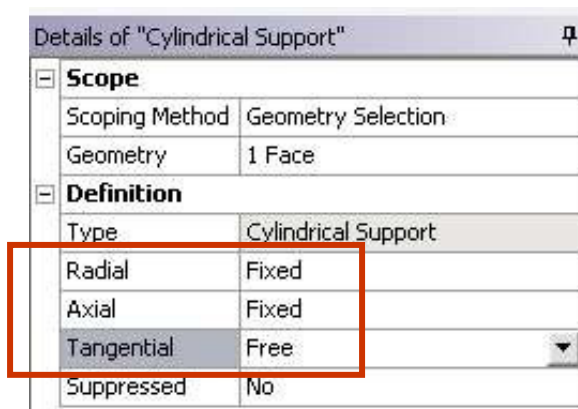 Details of "Cylindrical Support"
Scope
Scoping Method Geometry Selection
Geometry 1 Face
Definition
Type Cylindrical Support
Radial Fixed
Axial Fixed
Tangential Free
Suppressed No